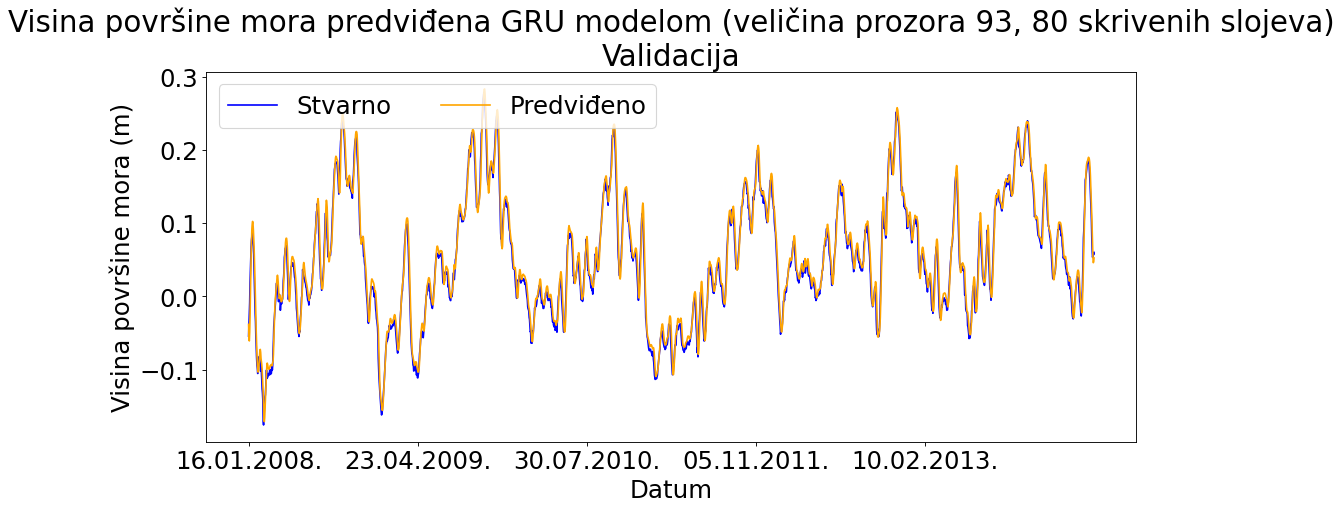 Visina površine mora predviđena GRU modelom (veličina prozora 93, 80 skrivenih slojeva)
Validacija
Stvarno
Predviđeno
Visina površine mora (m)
0.3
0.2
0.1
0.0
−0.1
16.01.2008.
23.04.2009.
30.07.2010.
05.11.2011.
10.02.2013.
Datum